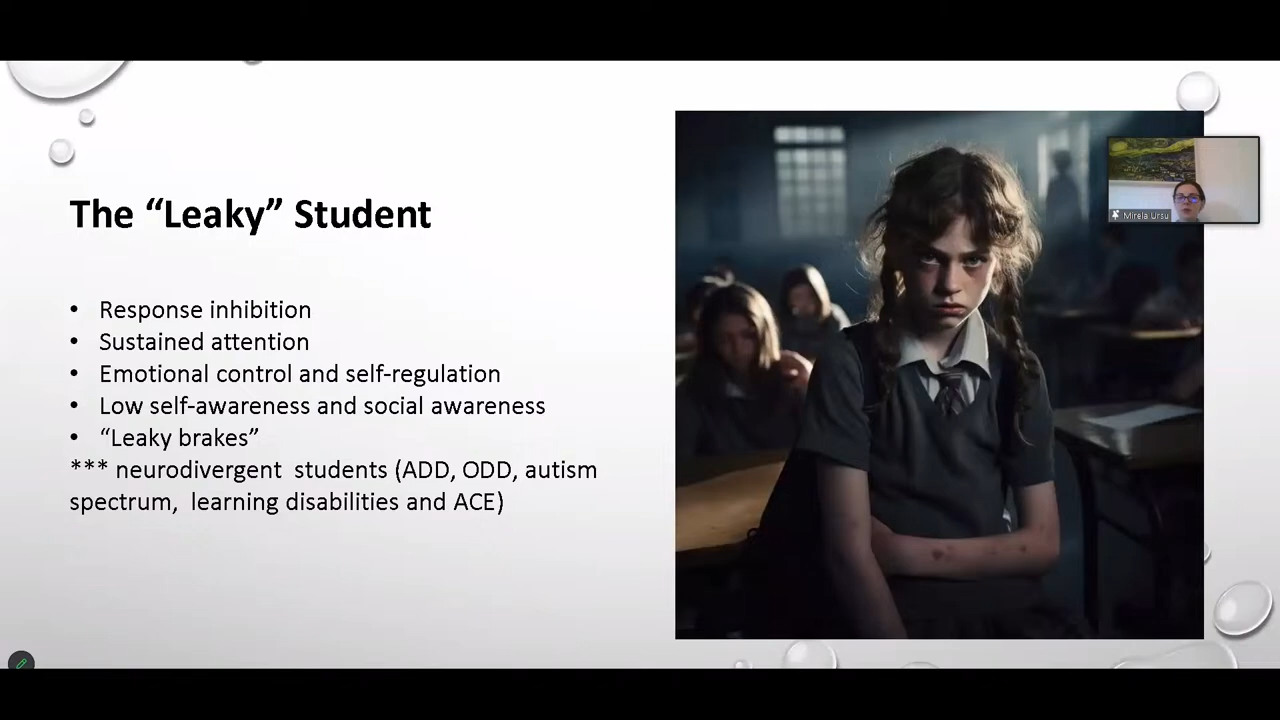 The “Leaky” Student
• Response inhibition
• Sustained attention
• Emotional control and self-regulation
• Low self-awareness and social awareness
• “Leaky brakes”
*** neurodivergent students (ADD, ODD, autism
spectrum, learning disabilities and ACE)
Mirela Ursu